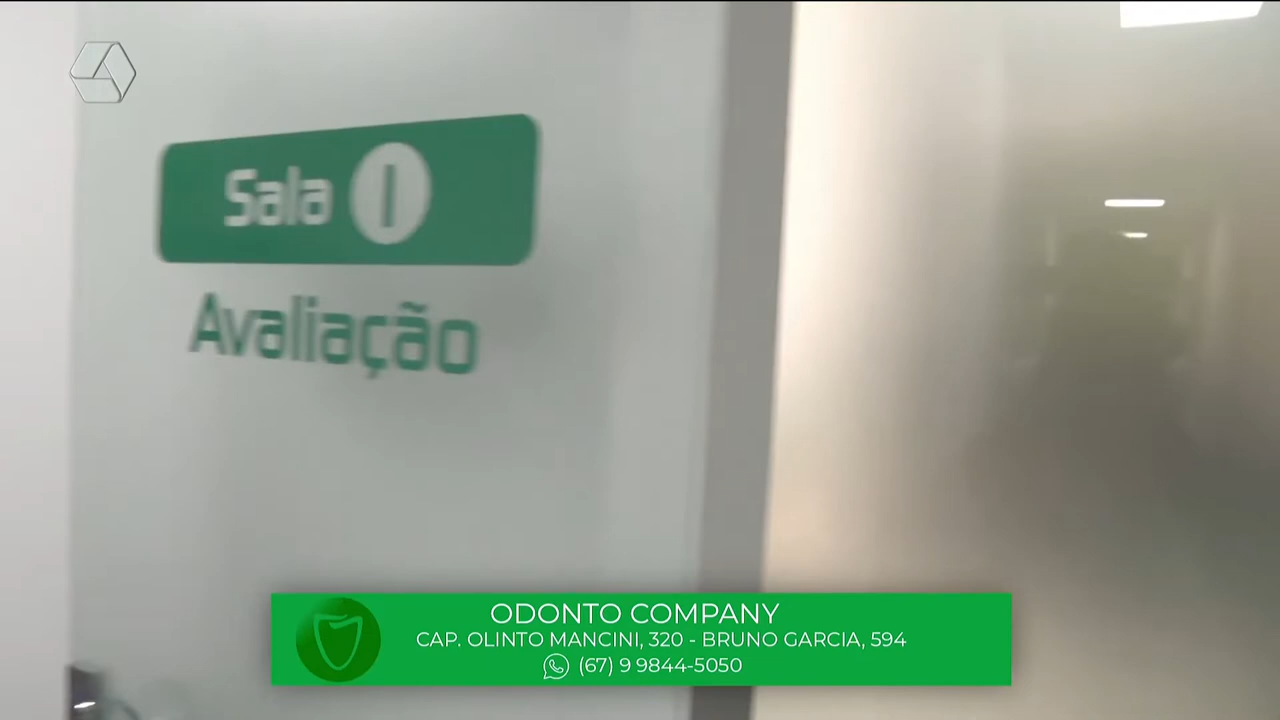 Sala 1
Avaliação
ODONTO COMPANY
CAP. OLINTO MANCINI, 320 - BRUNO GARCIA, 594
(67) 9 9844-5050